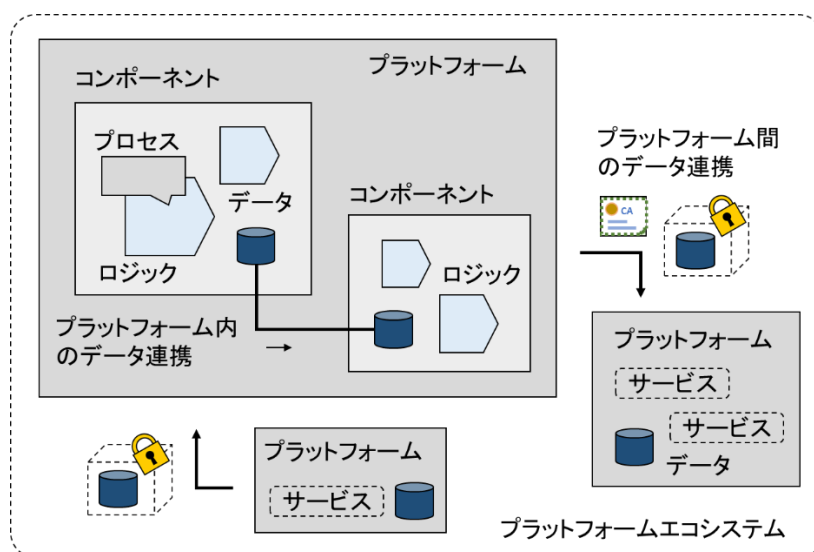 プラットフォーム
コンポーネント
プロセス
データ
ロジック
コンポーネント
ロジック
プラットフォーム内
のデータ連携
→
プラットフォーム間
のデータ連携
CA
プラットフォーム
サービス
サービス
データ
プラットフォーム
サービス
プラットフォームエコシステム